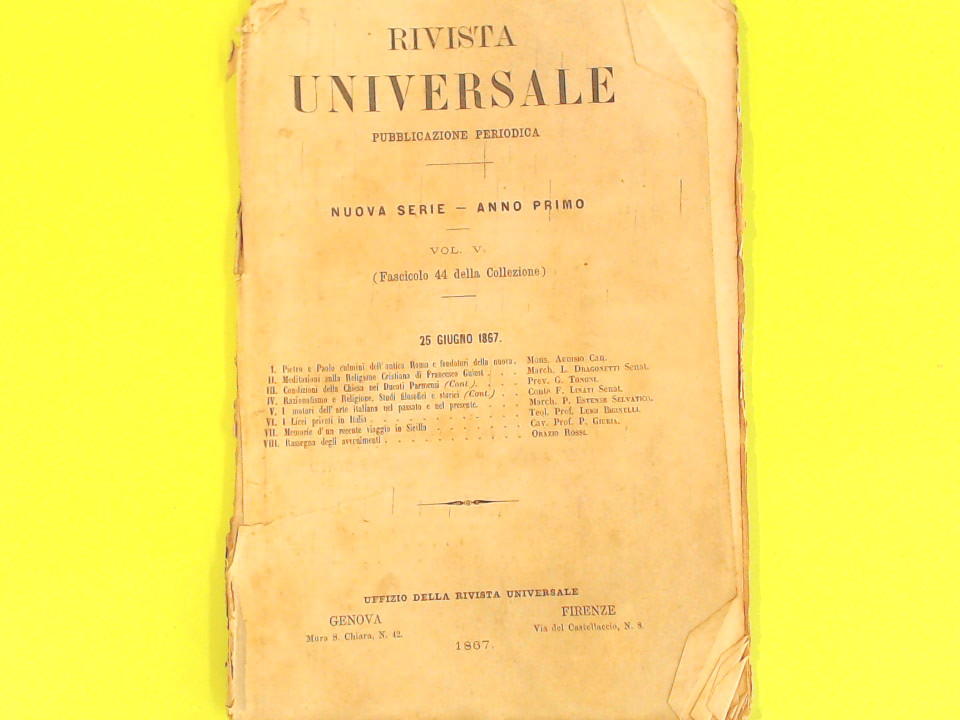 RIVISTA
UNIVERSALE
PUBBLICAZIONE PERIODICA
NUOVA SERIE — ANNO PRIMO
VOL. V.
(Fascicolo 44 della Collezione)
25 GIUGNO 1867.
I. Pietro e Paolo culmini dell'antica Roma e fondatori della nuova. Mons. AUDISIO Can.
II. Meditazioni sulla Religione Cristiana di Francesco Guizot . . . March. L. DRAGONETTI Senat.
III. Condizioni della Chiesa nei Ducati Parmensi (Cont.) . . . . Prev. G. TONONI.
IV. Razionalismo e Religione, Studi filosofici e storici (Cont.) . . Conte F. LINATI Senat.
V. I motori dell'arte italiana nel passato e nel presente. . . . March. P. ESTENSE SELVATICO.
VI. I Licei privati in Italia . . . . . . . . . . . Teol. Prof. LUIGI BIGINELLI.
VII. Memorie d'un recente viaggio in Sicilia . . . . . . . Cav. Prof. P. GIURIA.
VIII. Rassegna degli avvenimenti . . . . . . . . . . ORAZIO ROSSI.
UFFIZIO DELLA RIVISTA UNIVERSALE
GENOVA FIRENZE
Mura S. Chiara, N. 42. Via del Castellaccio, N. 8.
1867.